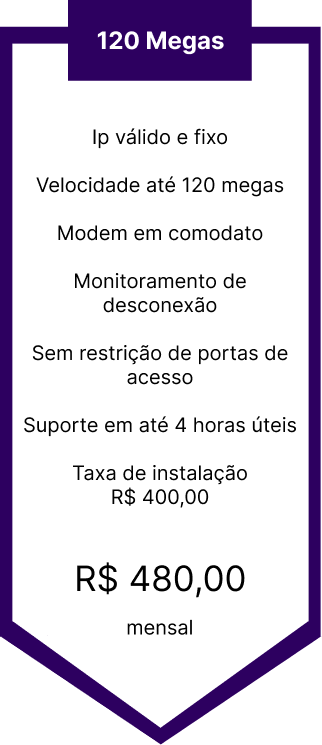 120 Megas
Ip válido e fixo
Velocidade até 120 megas
Modem em comodato
Monitoramento de
desconexão
Sem restrição de portas de
acesso
Suporte em até 4 horas úteis
Taxa de instalação
R$ 400,00
R$ 480,00
mensal